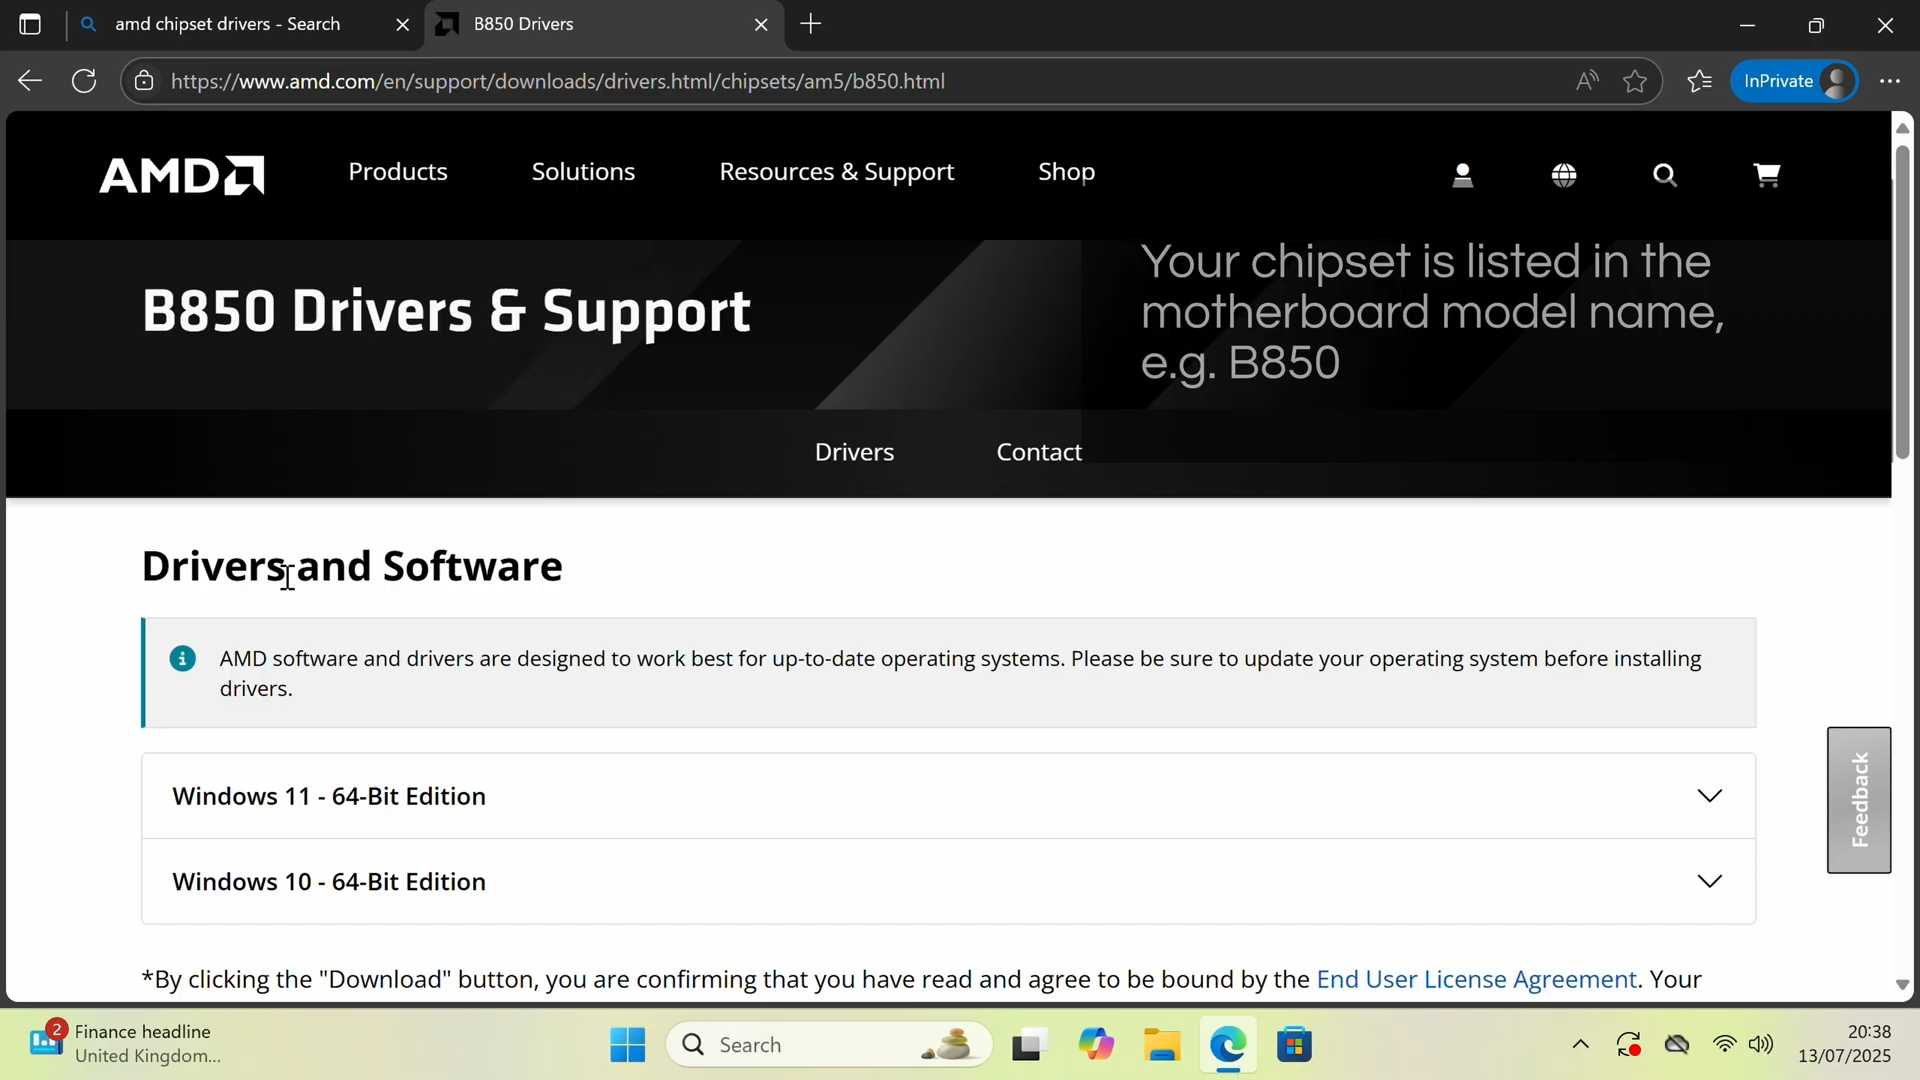 amd chipset drivers - Search
B850 Drivers
https://www.amd.com/en/support/downloads/drivers.html/chipsets/am5/b850.html
InPrivate
AMD
Products
Solutions
Resources & Support
Shop
B850 Drivers & Support
Your chipset is listed in the
motherboard model name,
e.g. B850
Drivers
Contact
Drivers and Software
AMD software and drivers are designed to work best for up-to-date operating systems. Please be sure to update your operating system before installing
drivers.
Windows 11 - 64-Bit Edition
Feedback
Windows 10 - 64-Bit Edition
*By clicking the "Download" button, you are confirming that you have read and agree to be bound by the End User License Agreement. Your
2
Finance headline
United Kingdom...
Search
20:38
13/07/2025